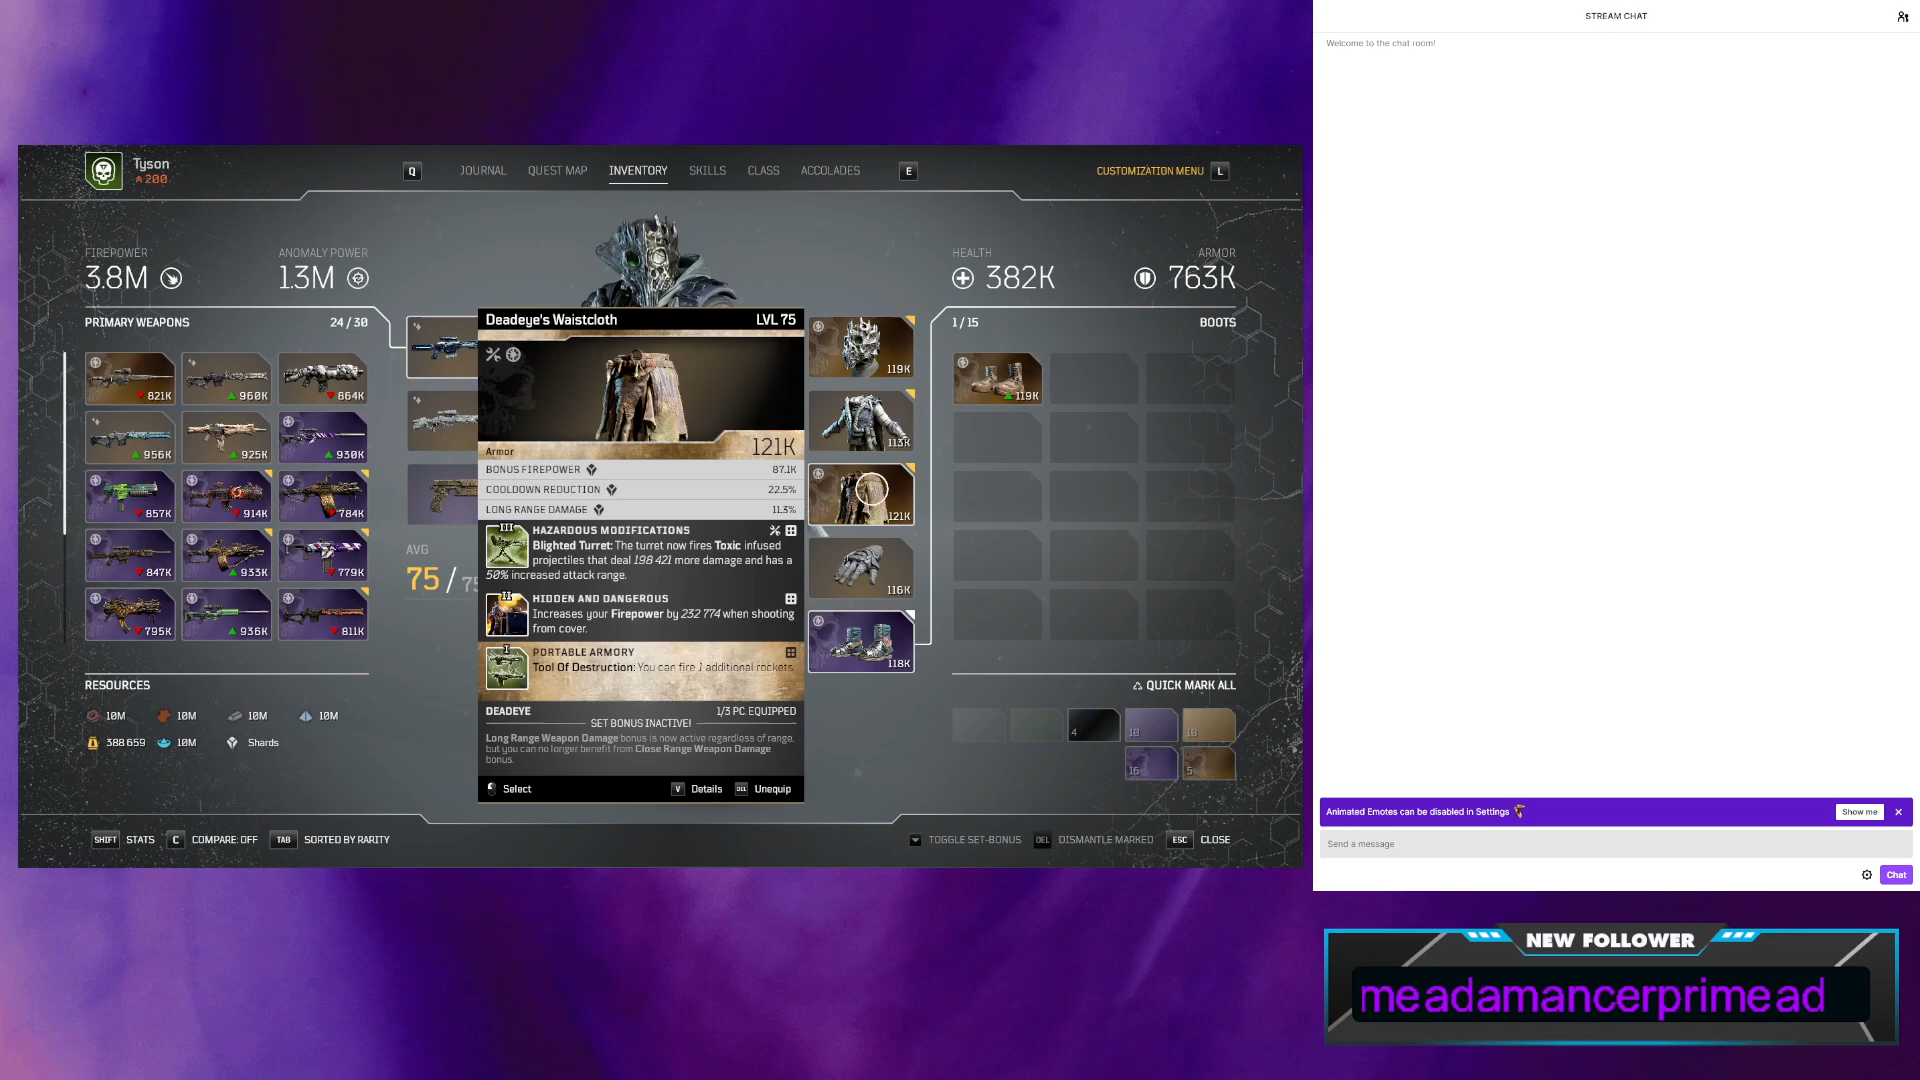 Tyson
200
Q
JOURNAL
QUEST MAP
INVENTORY
SKILLS
CLASS
ACCOLADES
E
CUSTOMIZATION MENU
L
FIREPOWER
3.8M
ANOMALY POWER
1.3M
HEALTH
382K
ARMOR
763K
PRIMARY WEAPONS
24 / 30
821K
960K
864K
956K
925K
930K
857K
914K
784K
847K
933K
779K
795K
936K
811K
RESOURCES
10M
10M
10M
10M
388 659
10M
Shards
AVG
75 / 75
Deadeye's Waistcloth
LVL 75
Armor
121K
BONUS FIREPOWER
87.1K
COOLDOWN REDUCTION
22.5%
LONG RANGE DAMAGE
11.3%
III
HAZARDOUS MODIFICATIONS
Blighted Turret: The turret now fires Toxic infused
projectiles that deal 198 421 more damage and has a
50% increased attack range.
II
HIDDEN AND DANGEROUS
Increases your Firepower by 232 774 when shooting
from cover.
I
PORTABLE ARMORY
Tool Of Destruction: You can fire 1 additional rockets.
DEADEYE
1/3 PC. EQUIPPED
SET BONUS INACTIVE!
Long Range Weapon Damage bonus is now active regardless of range,
but you can no longer benefit from Close Range Weapon Damage
bonus.
Select
V
Details
DEL
Unequip
119K
113K
121K
116K
118K
1 / 15
BOOTS
119K
QUICK MARK ALL
4
10
18
16
5
SHIFT
STATS
C
COMPARE: OFF
TAB
SORTED BY RARITY
TOGGLE SET-BONUS
DEL
DISMANTLE MARKED
ESC
CLOSE
STREAM CHAT
Welcome to the chat room!
Animated Emotes can be disabled in Settings
Show me
Send a message
Chat
NEW FOLLOWER
meadamancerprimead